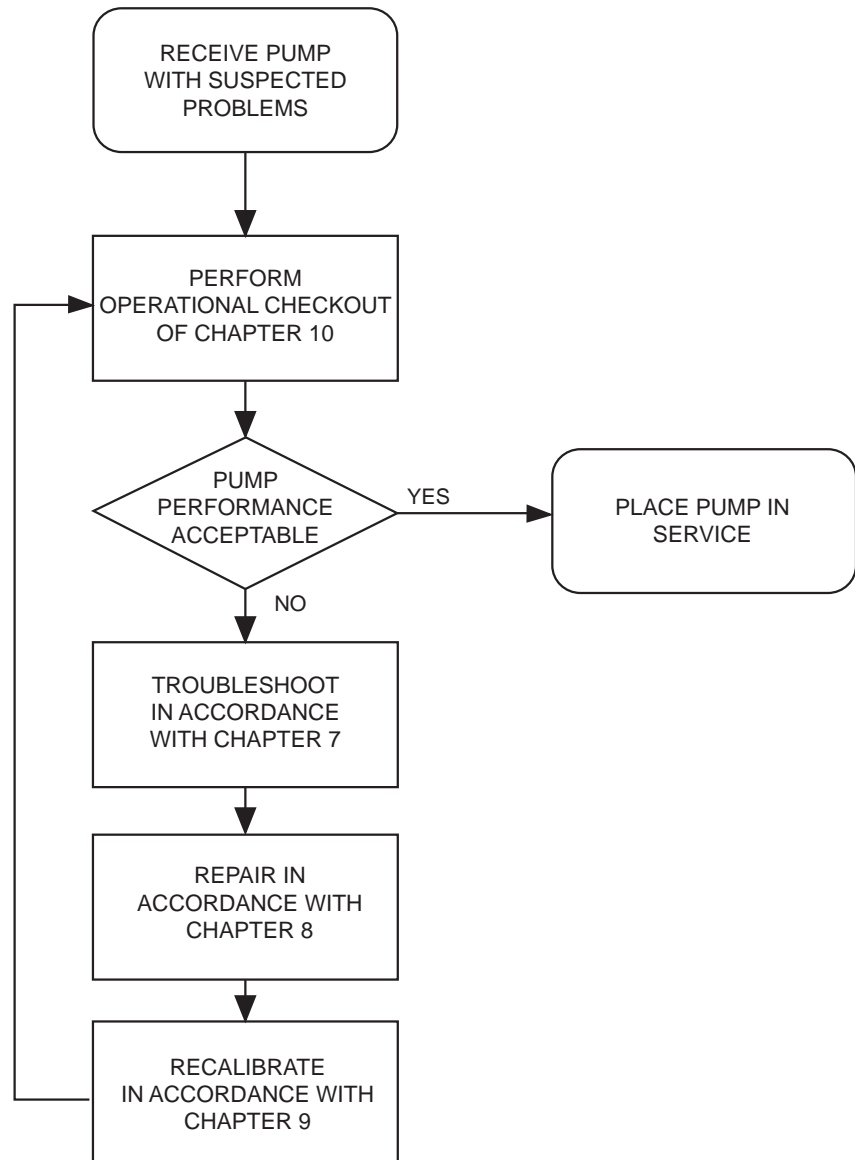 RECEIVE PUMP
WITH SUSPECTED
PROBLEMS
PERFORM
OPERATIONAL CHECKOUT
OF CHAPTER 10
PUMP
PERFORMANCE
ACCEPTABLE
YES
PLACE PUMP IN
SERVICE
NO
TROUBLESHOOT
IN ACCORDANCE
WITH CHAPTER 7
REPAIR IN
ACCORDANCE WITH
CHAPTER 8
RECALIBRATE
IN ACCORDANCE WITH
CHAPTER 9